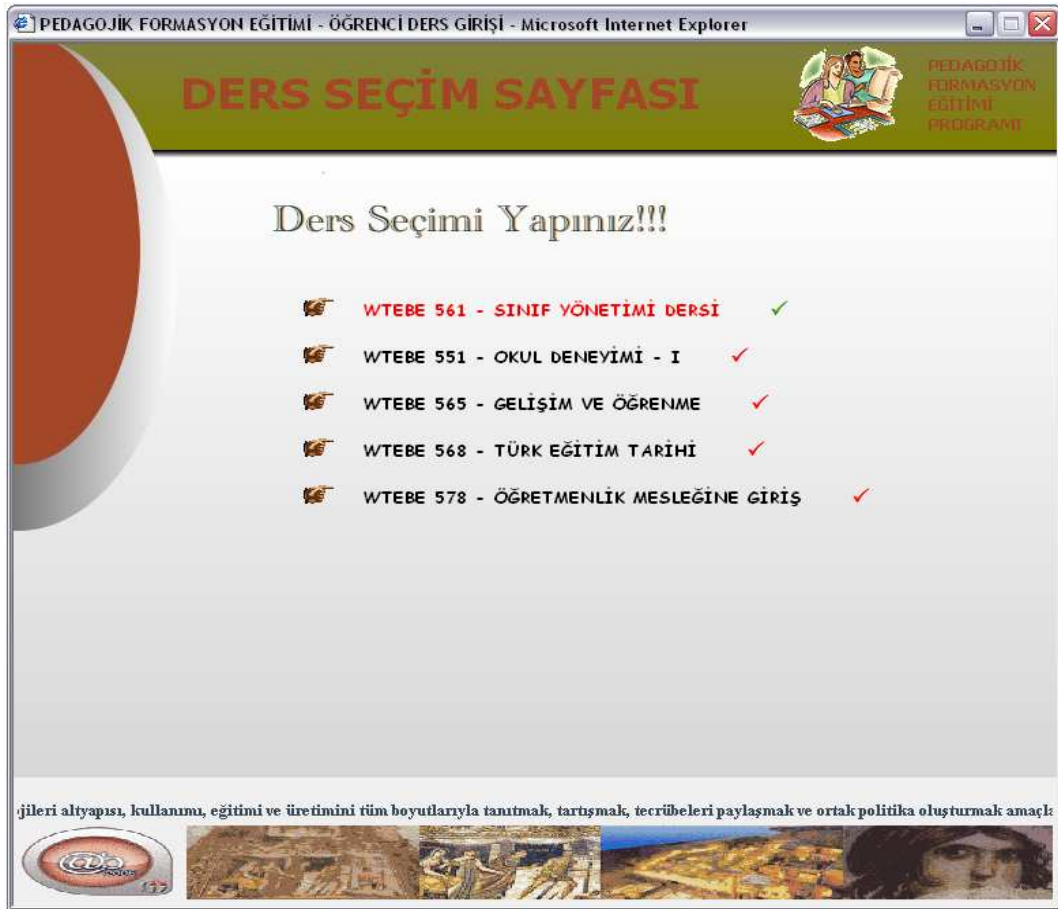 PEDAGOJİK FORMASYON EĞİTİMİ - ÖĞRENCİ DERS GİRİŞİ - Microsoft Internet Explorer
DERS SEÇİM SAYFASI
PEDAGOJİK
FORMASYON
EĞİTİMİ
PROGRAMI
Ders Seçimi Yapınız!!!
WTEBE 561 - SINIF YÖNETİMİ DERSİ
WTEBE 551 - OKUL DENEYİMİ - I
WTEBE 565 - GELİŞİM VE ÖĞRENME
WTEBE 568 - TÜRK EĞİTİM TARİHİ
WTEBE 578 - ÖĞRETMENLİK MESLEĞİNE GİRİŞ
jileri altyapısı, kullanımı, eğitimi ve üretimini tüm boyutlarıyla tanıtmak, tartışmak, tecrübeleri paylaşmak ve ortak politika oluşturmak amaçla